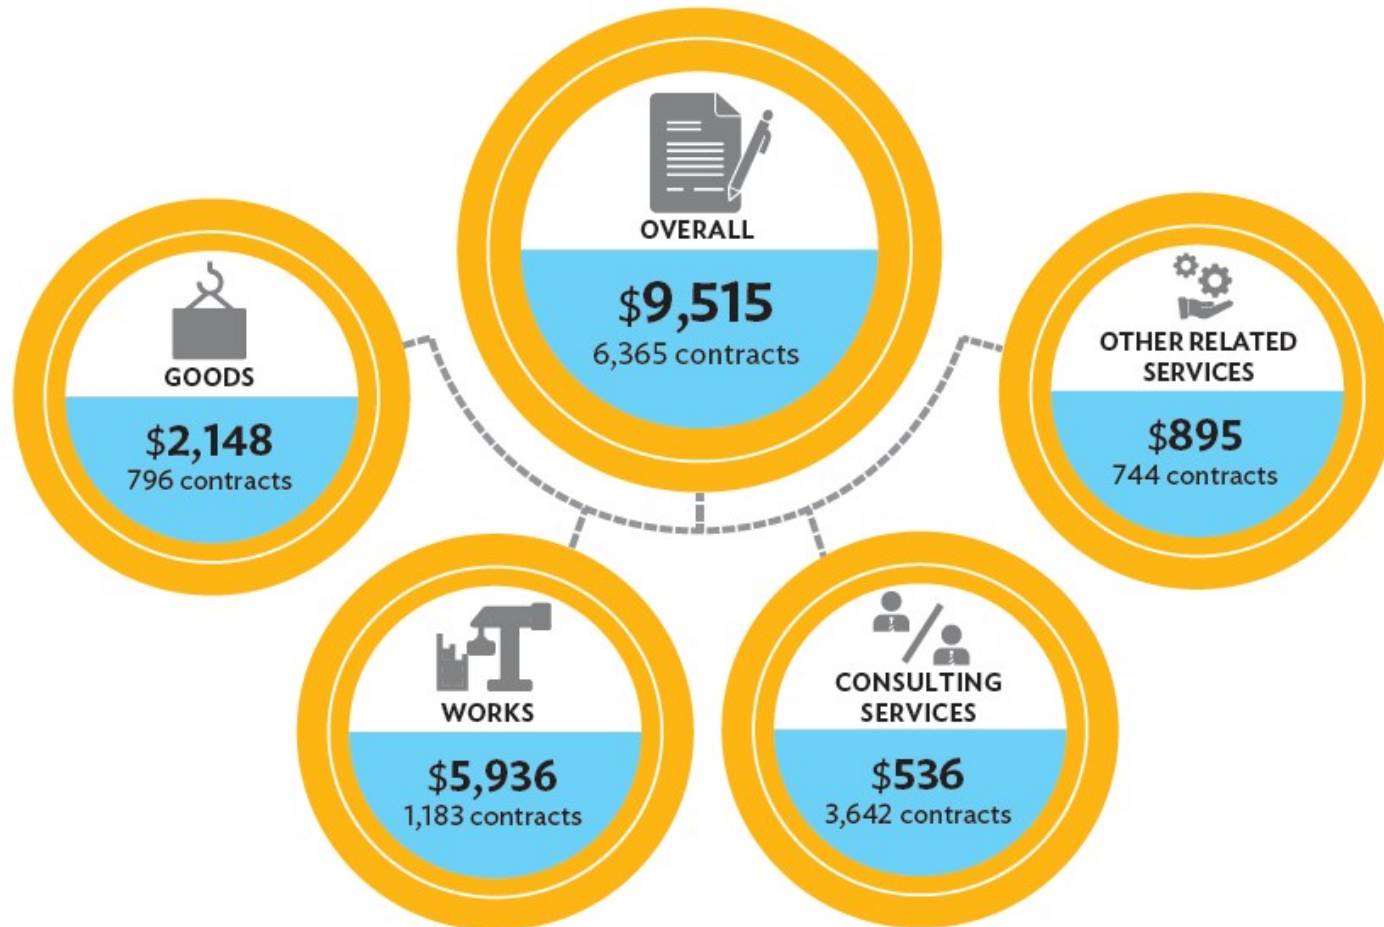 OVERALL
$9,515
6,365 contracts
GOODS
$2,148
796 contracts
OTHER RELATED
SERVICES
$895
744 contracts
WORKS
$5,936
1,183 contracts
CONSULTING
SERVICES
$536
3,642 contracts